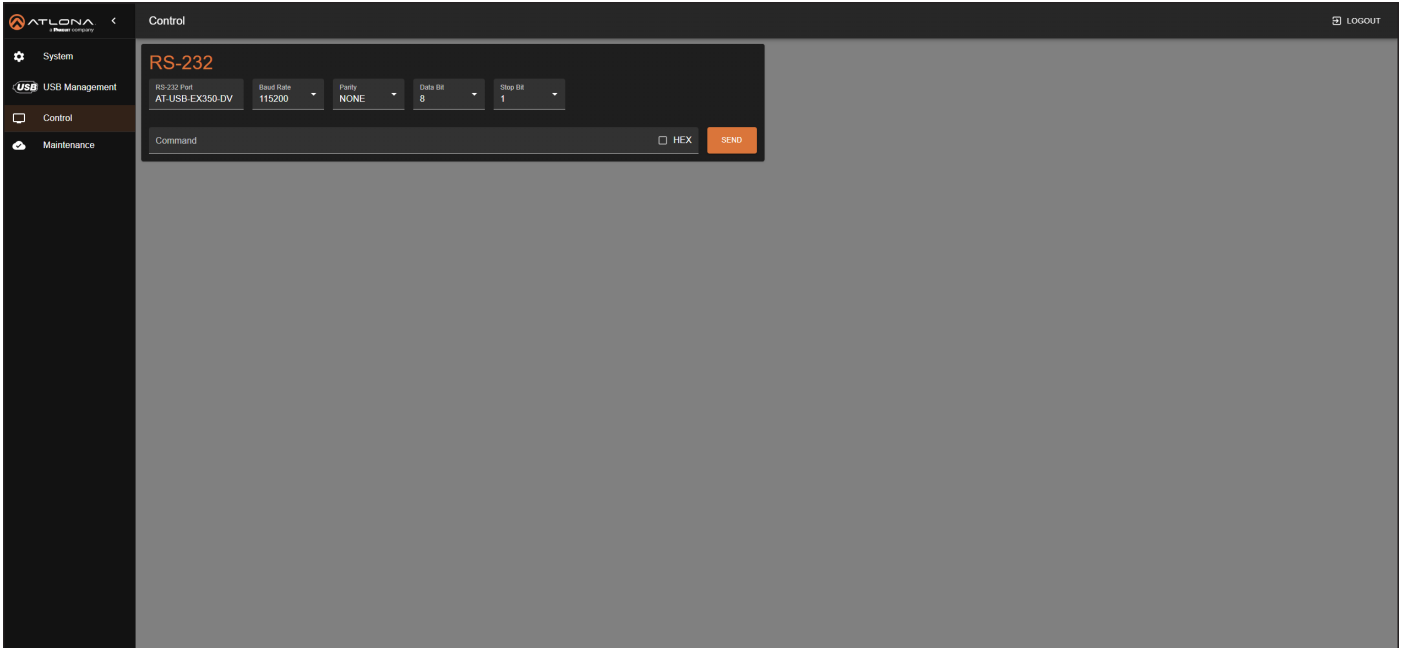 ATLONA
a Panduit company
Control
LOGOUT
System
USB USB Management
Control
Maintenance
RS-232
RS-232 Port
AT-USB-EX350-DV
Baud Rate
115200
Parity
NONE
Data Bit
8
Stop Bit
1
Command
HEX
SEND